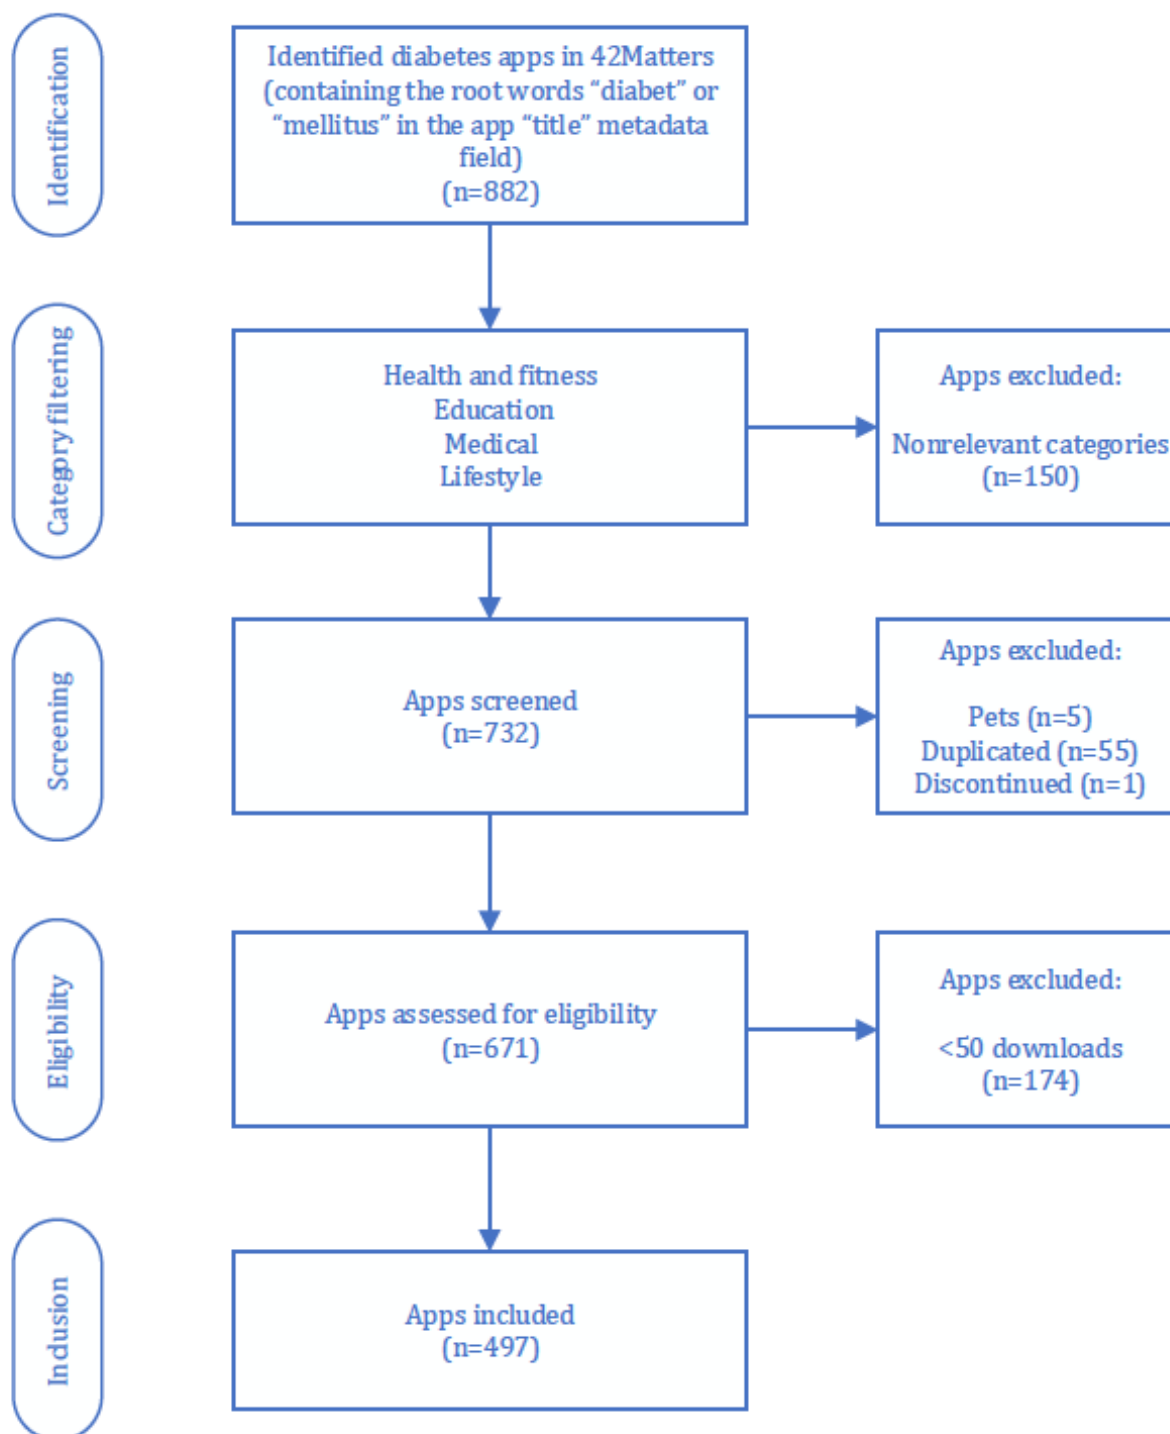 Identification
Identified diabetes apps in 42Matters
(containing the root words “diabet” or
“mellitus” in the app “title” metadata
field)
(n=882)
Category filtering
Health and fitness
Education
Medical
Lifestyle
Apps excluded:
Nonrelevant categories
(n=150)
Screening
Apps screened
(n=732)
Apps excluded:
Pets (n=5)
Duplicated (n=55)
Discontinued (n=1)
Eligibility
Apps assessed for eligibility
(n=671)
Apps excluded:
<50 downloads
(n=174)
Inclusion
Apps included
(n=497)